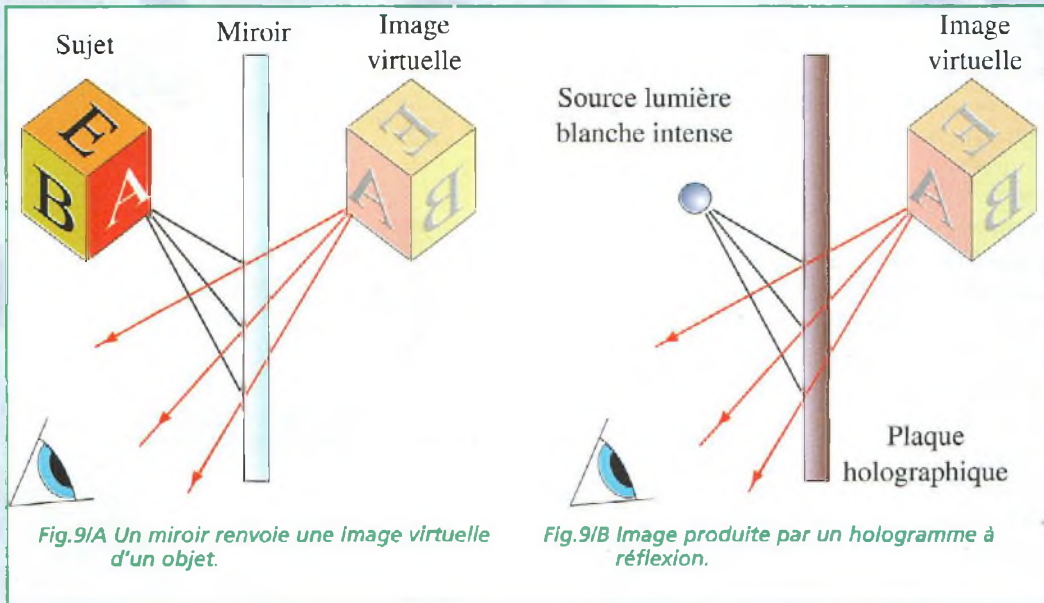 Sujet
Miroir
Image
virtuelle
E
B
A
E
A
B
Fig.9/A Un miroir renvoie une image virtuelle
d'un objet.
Source lumière
blanche intense
Image
virtuelle
E
A
B
Plaque
holographique
Fig.9/B Image produite par un hologramme à
réflexion.